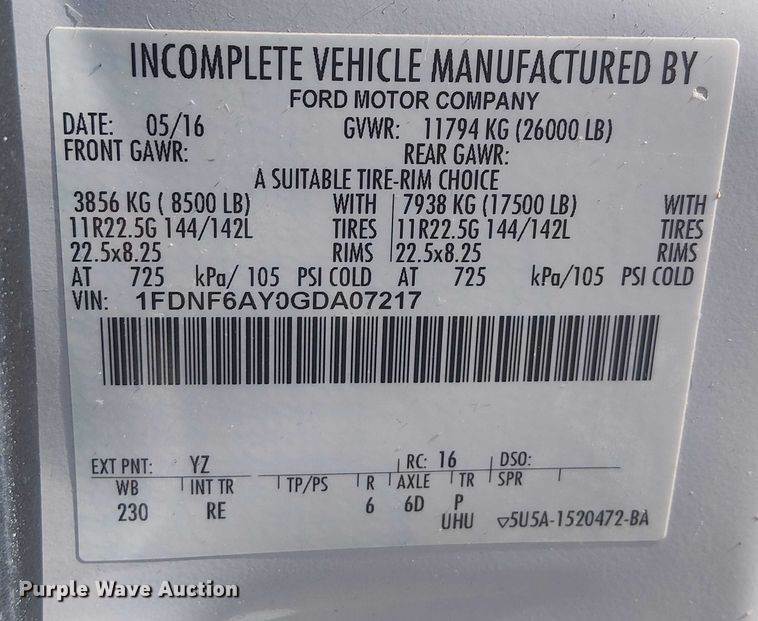 INCOMPLETE VEHICLE MANUFACTURED BY
FORD MOTOR COMPANY
DATE: 05/16 GVWR: 11794 KG (26000 LB)
FRONT GAWR: REAR GAWR:
A SUITABLE TIRE-RIM CHOICE
3856 KG ( 8500 LB) WITH 7938 KG (17500 LB) WITH
11R22.5G 144/142L TIRES 11R22.5G 144/142L TIRES
22.5x8.25 RIMS 22.5x8.25 RIMS
AT 725 kPa/ 105 PSI COLD AT 725 kPa/105 PSI COLD
VIN: 1FDNF6AY0GDA07217
EXT PNT: YZ RC: 16 DSO:
WB INT TR TP/PS R AXLE TR SPR
230 RE 6 6D P
UHU ▽5U5A-1520472-BA
Purple Wave Auction